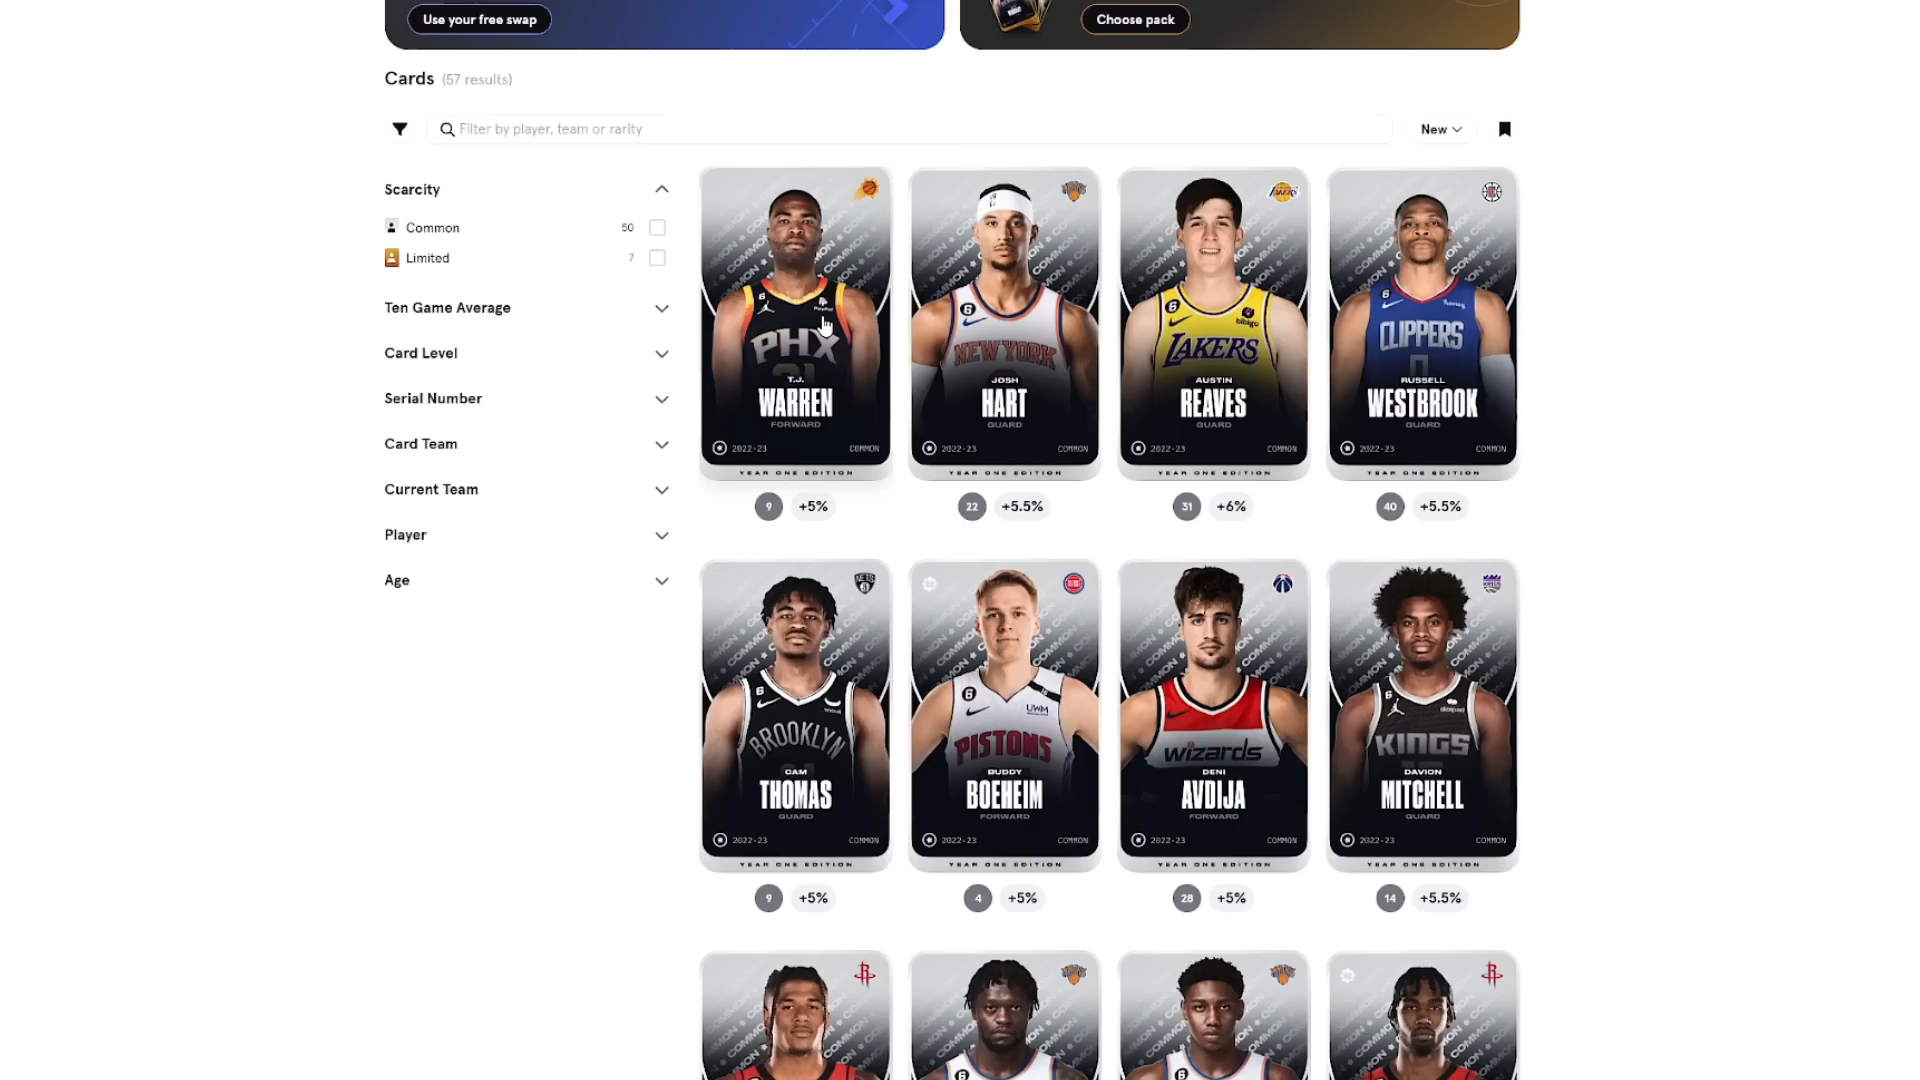 Use your free swap
Choose pack
Cards (57 results)
Filter by player, team or rarity
New
Scarcity
Common 50
Limited 7
Ten Game Average
Card Level
Serial Number
Card Team
Current Team
Player
Age
PHX
T.J.
WARREN
FORWARD
2022-23 COMMON
YEAR ONE EDITION
9 +5%
NEW YORK
JOSH
HART
GUARD
2022-23 COMMON
YEAR ONE EDITION
22 +5.5%
LAKERS
bibigo
LAKERS
AUSTIN
REAVES
GUARD
2022-23 COMMON
YEAR ONE EDITION
31 +6%
CLIPPERS
RUSSELL
WESTBROOK
GUARD
2022-23 COMMON
YEAR ONE EDITION
40 +5.5%
NETS
BROOKLYN
CAM
THOMAS
GUARD
2022-23 COMMON
YEAR ONE EDITION
9 +5%
UWM
PISTONS
BUDDY
BOEHEIM
FORWARD
2022-23 COMMON
YEAR ONE EDITION
4 +5%
wizards
DENI
AVDIJA
FORWARD
2022-23 COMMON
YEAR ONE EDITION
28 +5%
KINGS
DAVION
MITCHELL
GUARD
2022-23 COMMON
YEAR ONE EDITION
14 +5.5%